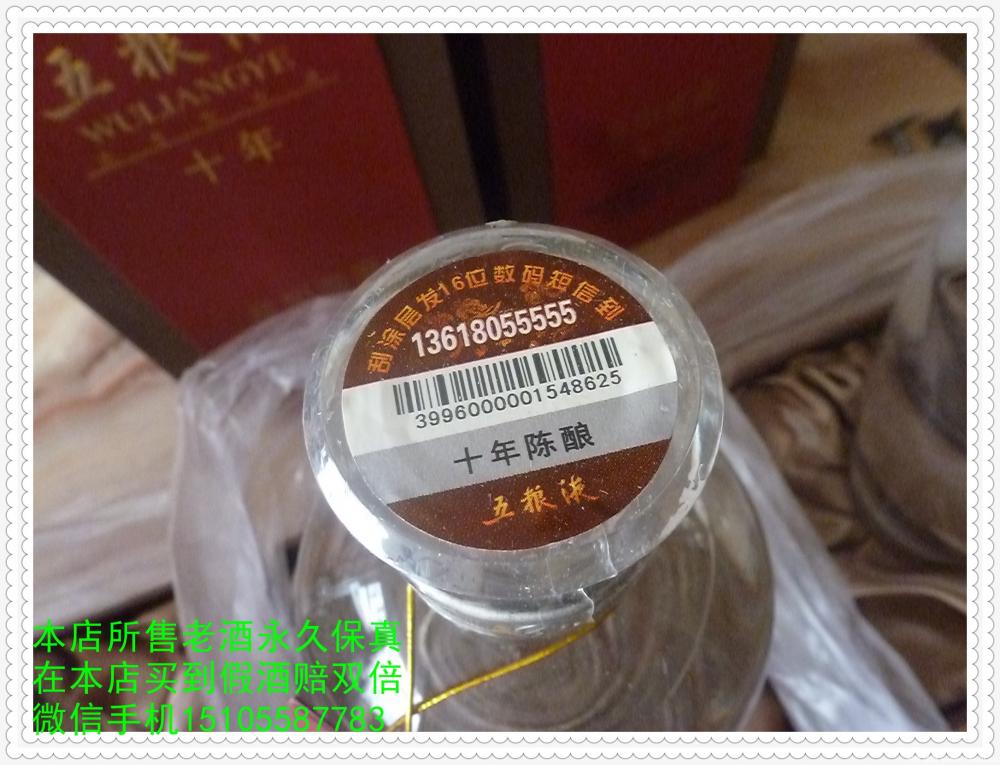 五粮液
WULIANGYE
十年
刮涂层发16位数码短信到
13618055555
3996000001548625
十年陈酿
五粮液
本店所售老酒永久保真
在本店买到假酒赔双倍
微信手机15105587783